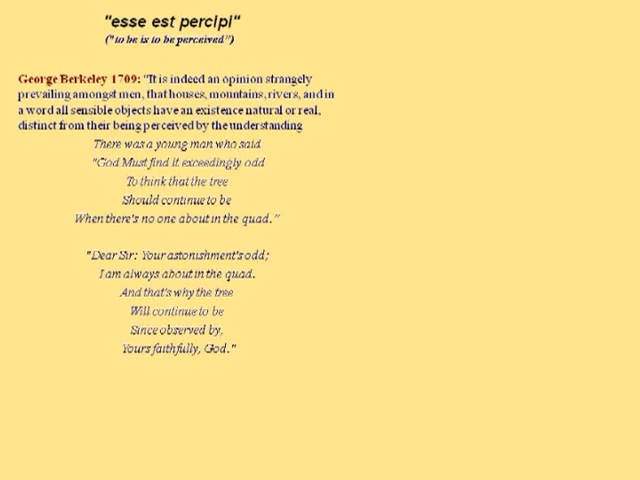 "esse est percipi"
("to be is to be perceived")
George Berkeley 1709: "It is indeed an opinion strangely
prevailing amongst men, that houses, mountains, rivers, and in
a word all sensible objects have an existence natural or real,
distinct from their being perceived by the understanding
There was a young man who said
"God Must find it exceedingly odd
To think that the tree
Should continue to be
When there's no one about in the quad."
"Dear Sir: Your astonishment's odd;
I am always about in the quad.
And that's why the tree
Will continue to be
Since observed by,
Yours faithfully, God."